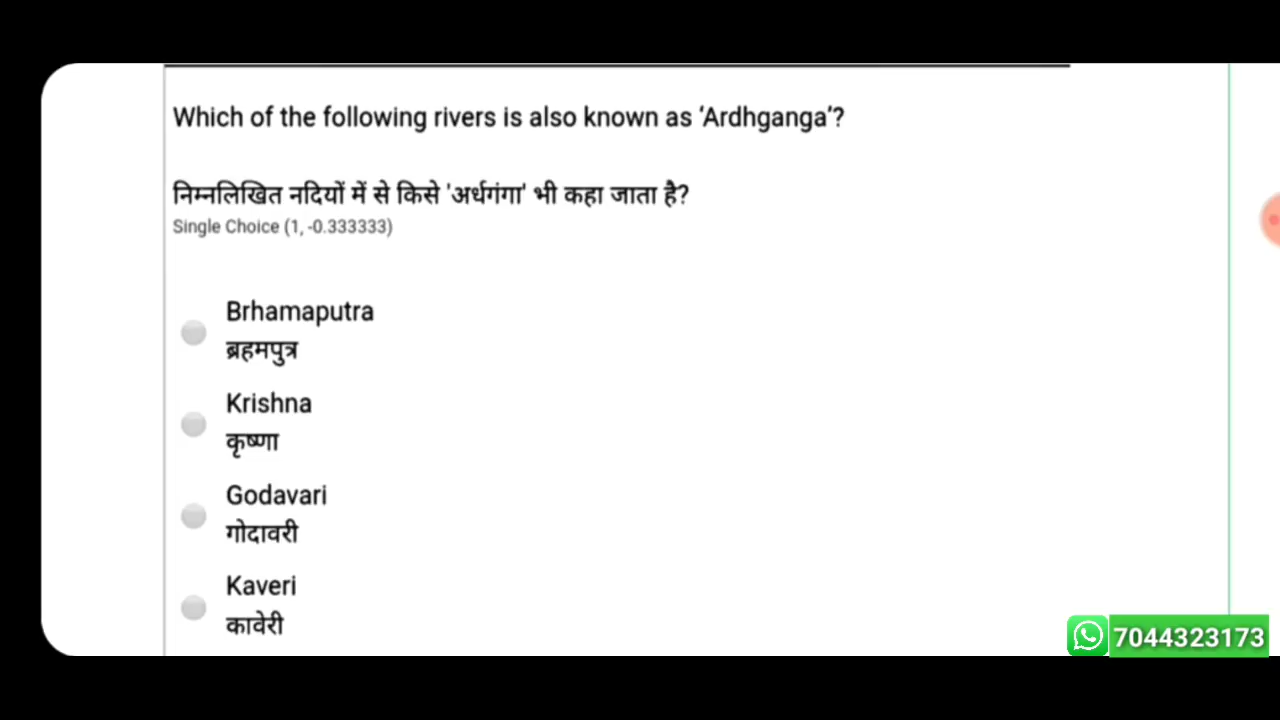 Which of the following rivers is also known as ‘Ardhganga’?
निम्नलिखित नदियों में से किसे 'अर्धगंगा' भी कहा जाता है?
Single Choice (1, -0.333333)
Brhamaputra
ब्रहमपुत्र
Krishna
कृष्णा
Godavari
गोदावरी
Kaveri
कावेरी
7044323173